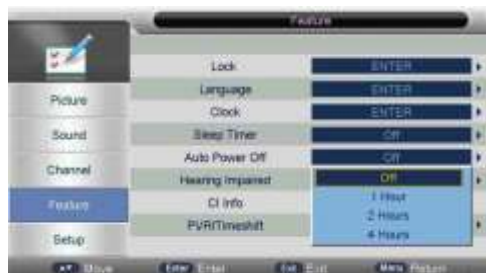 Feature
Lock ENTER
Language ENTER
Picture
Clock ENTER
Sound
Sleep Timer Off
Auto Power Off Off
Channel
Hearing Impaired Off
Feature
CI Info 1 Hour
2 Hours
PVR/Timeshift
4 Hours
Setup
Move Enter Enter Exit Exit Menu Return